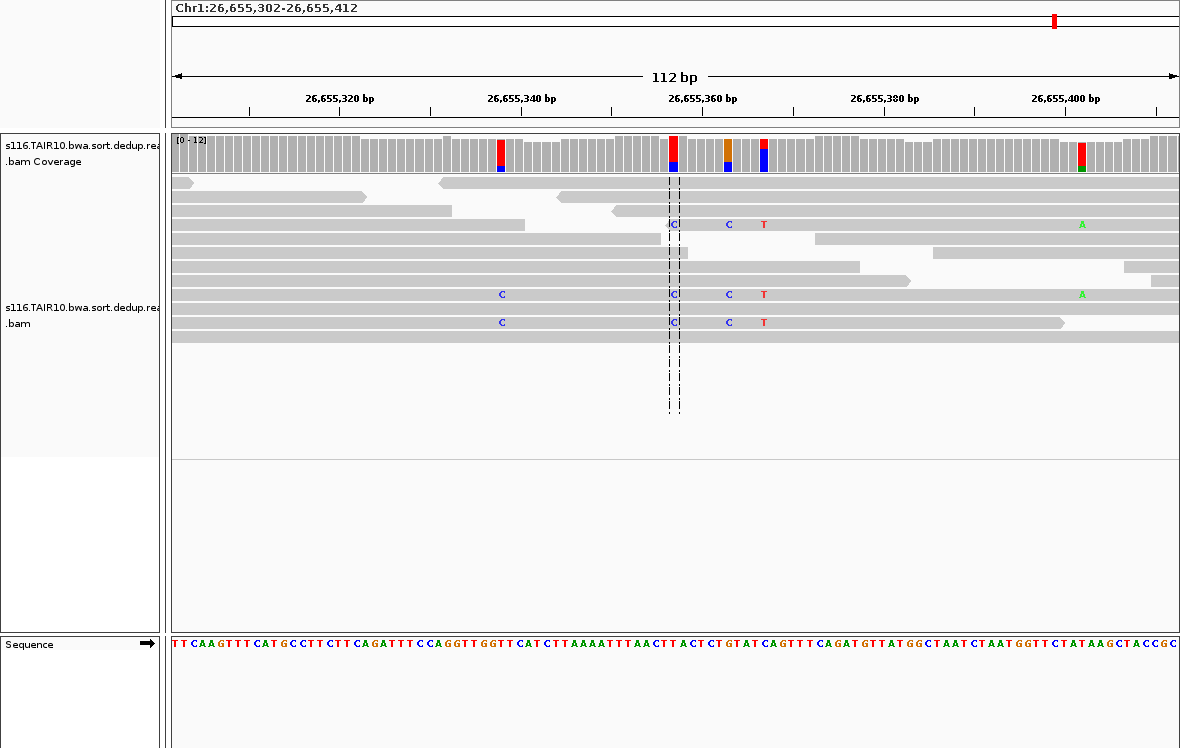 Chr1:26,655,302-26,655,412
112 bp
26,655,320 bp 26,655,340 bp 26,655,360 bp 26,655,380 bp 26,655,400 bp
s116.TAIR10.bwa.sort.dedup.rea
.bam Coverage
[0 - 12]
C C T A
C C C T A
C C C T
s116.TAIR10.bwa.sort.dedup.rea
.bam
Sequence
TTCAAGTTTCATGCCTTCTTCAGATTTCCAGGTTGGTTCATCTTAAAATTTAACTTACTCTGTATCAGTTTCAGATGTTATGGCTAATCTAATGGTTCTATAAGCTACCGC